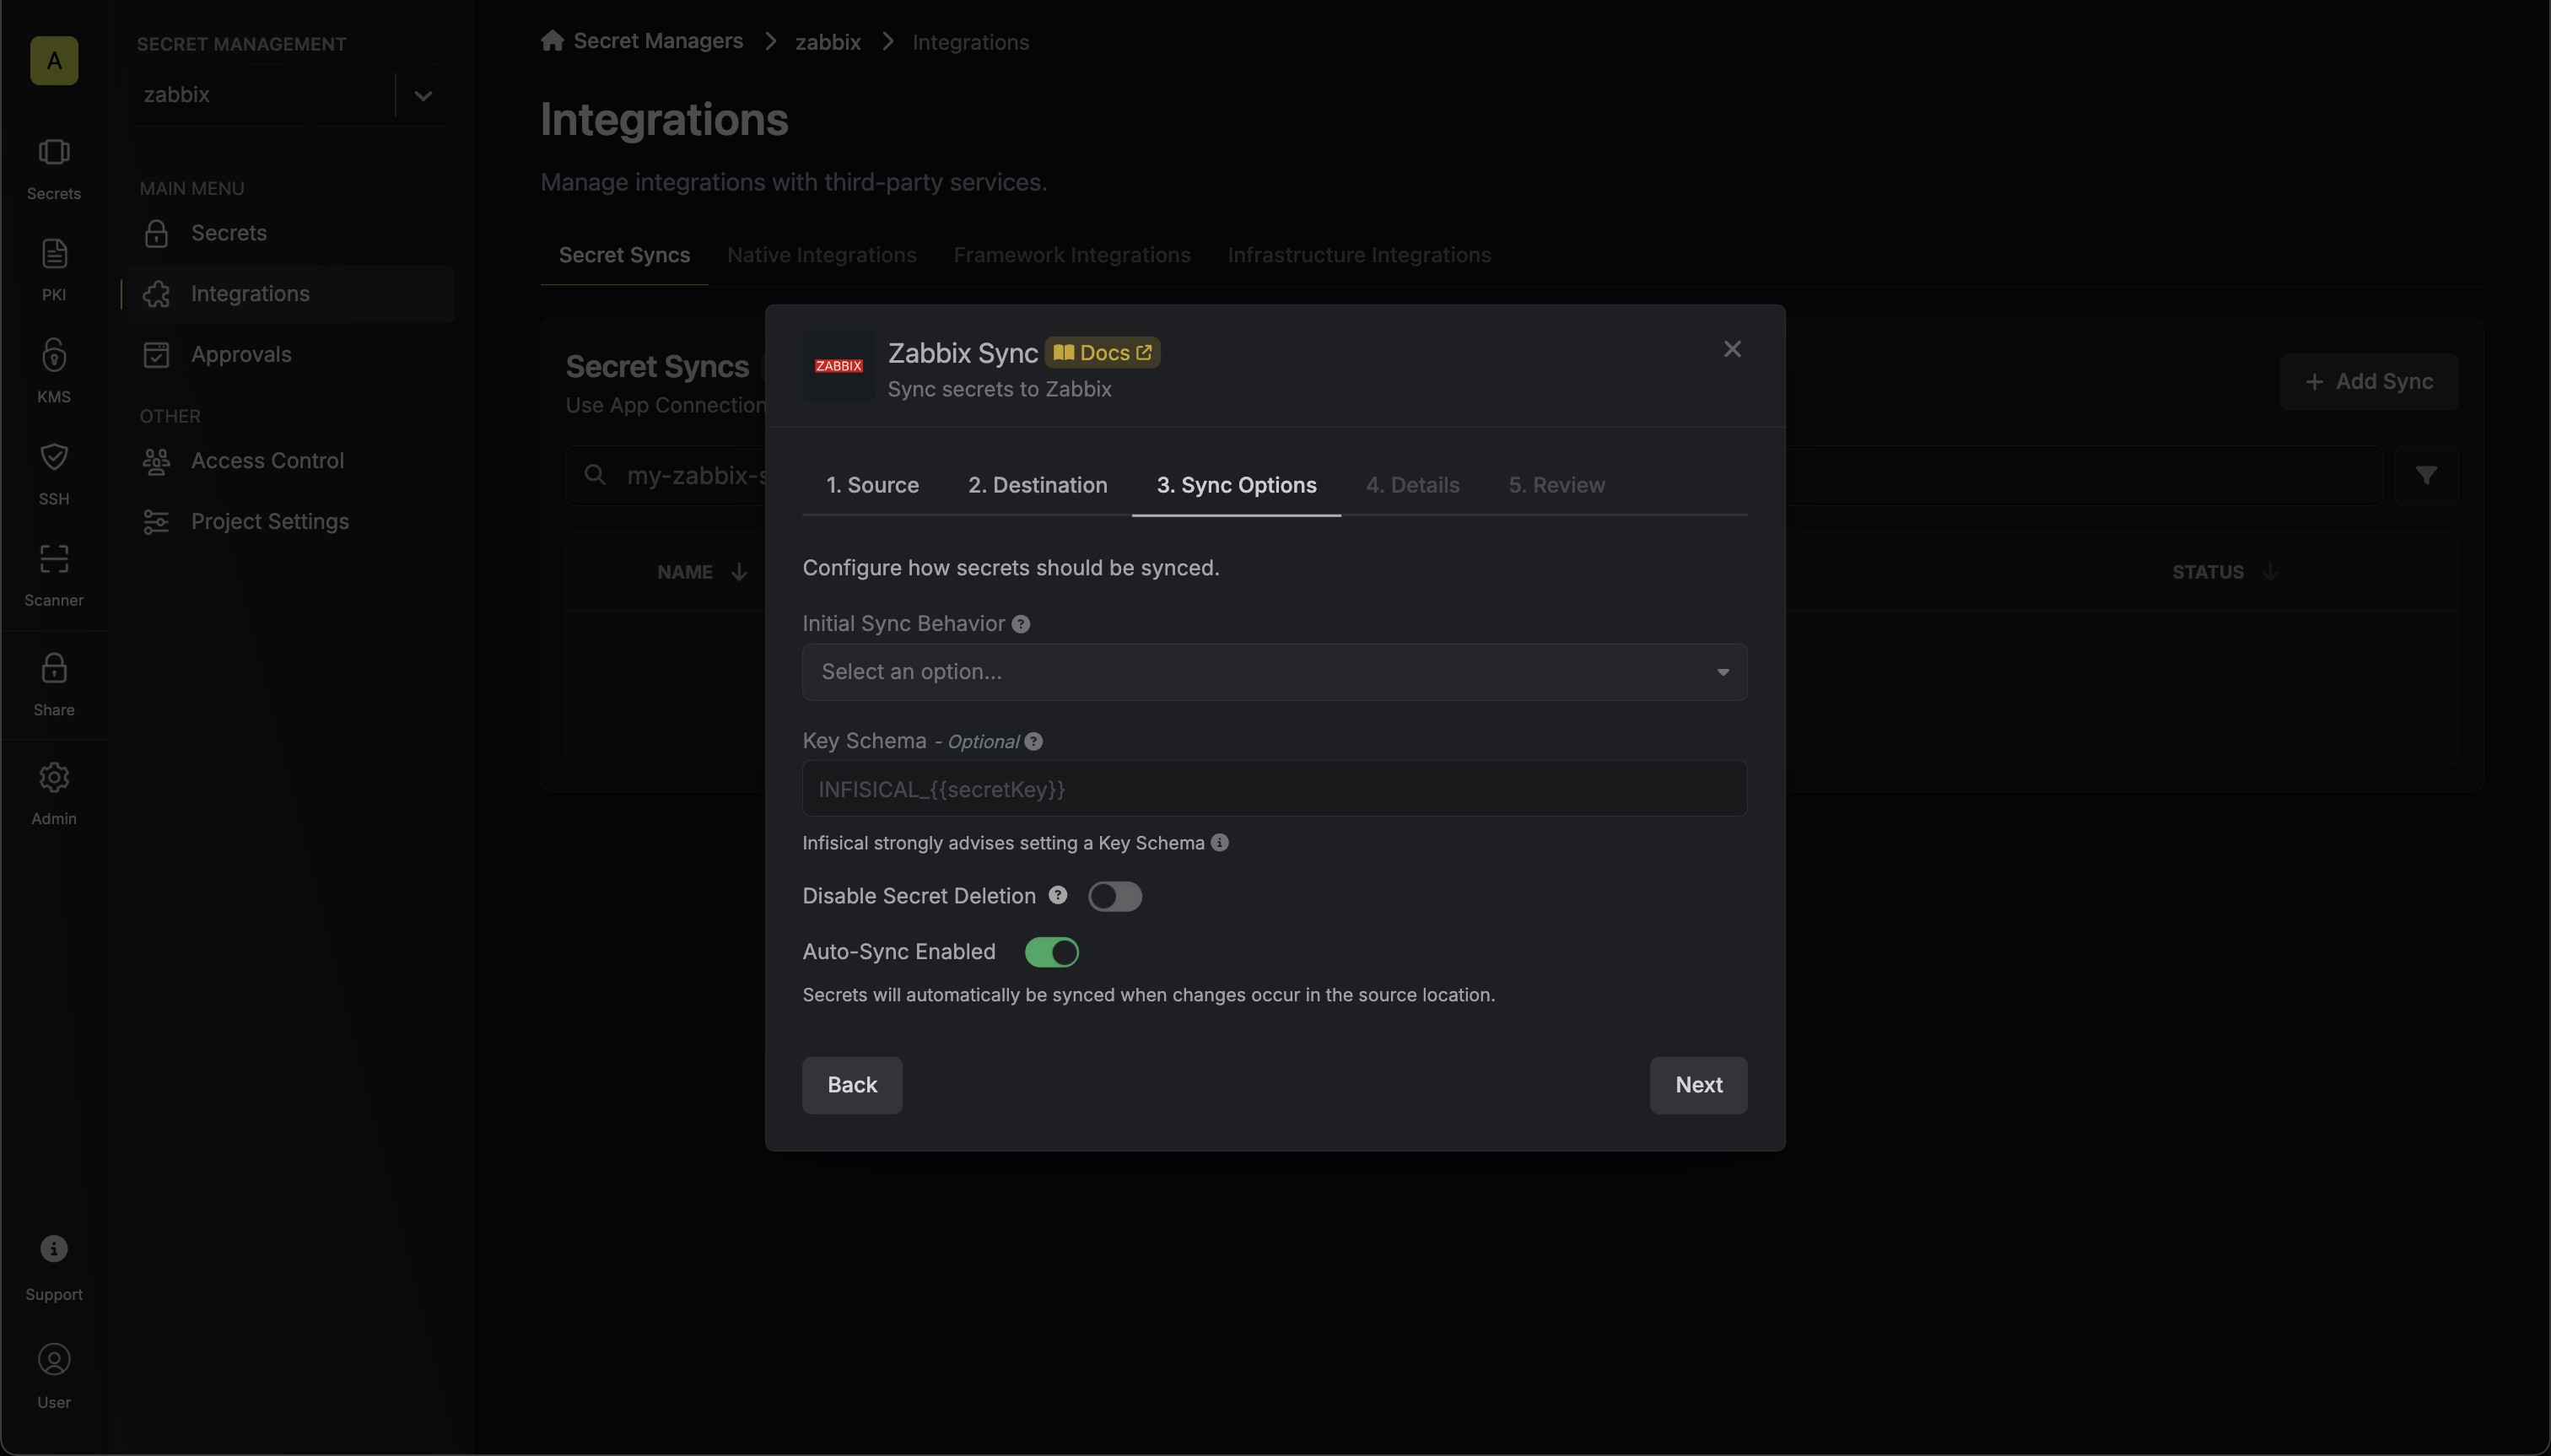 A
Secrets
PKI
KMS
SSH
Scanner
Share
Admin
Support
User
SECRET MANAGEMENT
zabbix
MAIN MENU
Secrets
Integrations
Approvals
OTHER
Access Control
Project Settings
Secret Managers > zabbix > Integrations
Integrations
Manage integrations with third-party services.
Secret Syncs Native Integrations Framework Integrations Infrastructure Integrations
Secret Syncs
Use App Connection
+ Add Sync
my-zabbix-s
NAME
STATUS
ZABBIX
Zabbix Sync Docs
Sync secrets to Zabbix
1. Source 2. Destination 3. Sync Options 4. Details 5. Review
Configure how secrets should be synced.
Initial Sync Behavior
Select an option...
Key Schema - Optional
INFISICAL_{{secretKey}}
Infisical strongly advises setting a Key Schema
Disable Secret Deletion
Auto-Sync Enabled
Secrets will automatically be synced when changes occur in the source location.
Back
Next